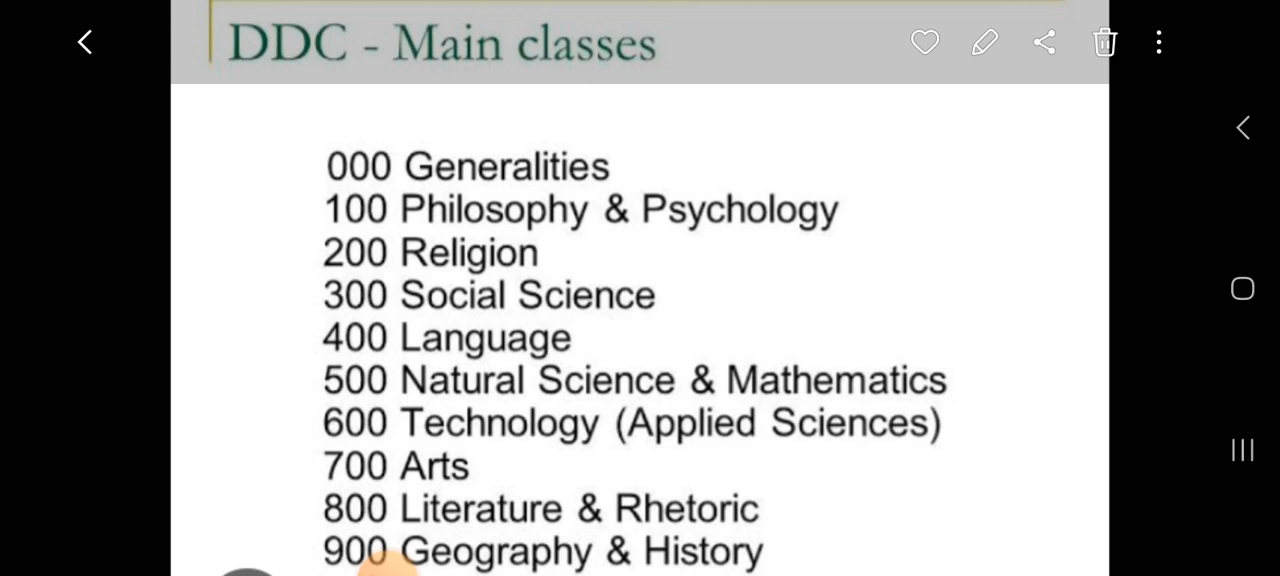 DDC - Main classes
000 Generalities
100 Philosophy & Psychology
200 Religion
300 Social Science
400 Language
500 Natural Science & Mathematics
600 Technology (Applied Sciences)
700 Arts
800 Literature & Rhetoric
900 Geography & History